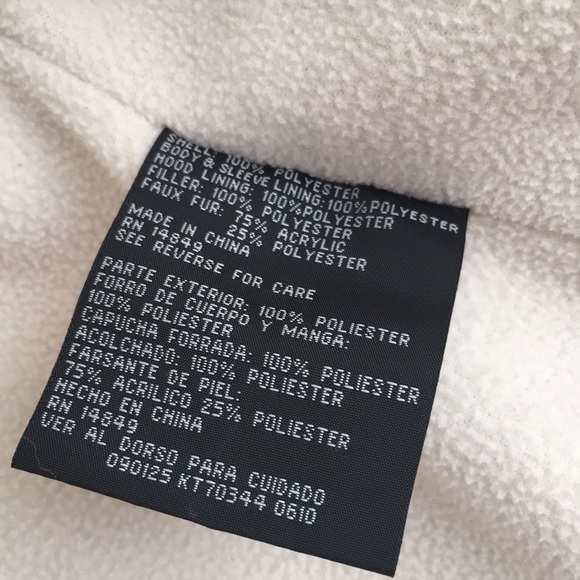 SHELL: 100% POLYESTER
BODY & SLEEVE LINING: 100% POLYESTER
HOOD LINING: 100% POLYESTER
FILLER: 100% POLYESTER
FAUX FUR: 75% ACRYLIC
25% POLYESTER
MADE IN CHINA
RN 14849
SEE REVERSE FOR CARE
PARTE EXTERIOR: 100% POLIESTER
FORRO DE CUERPO Y MANGA:
100% POLIESTER
CAPUCHA FORRADA: 100% POLIESTER
ACOLCHADO: 100% POLIESTER
FARSANTE DE PIEL:
75% ACRILICO 25% POLIESTER
HECHO EN CHINA
RN 14849
VER AL DORSO PARA CUIDADO
090125 KT70344 0610